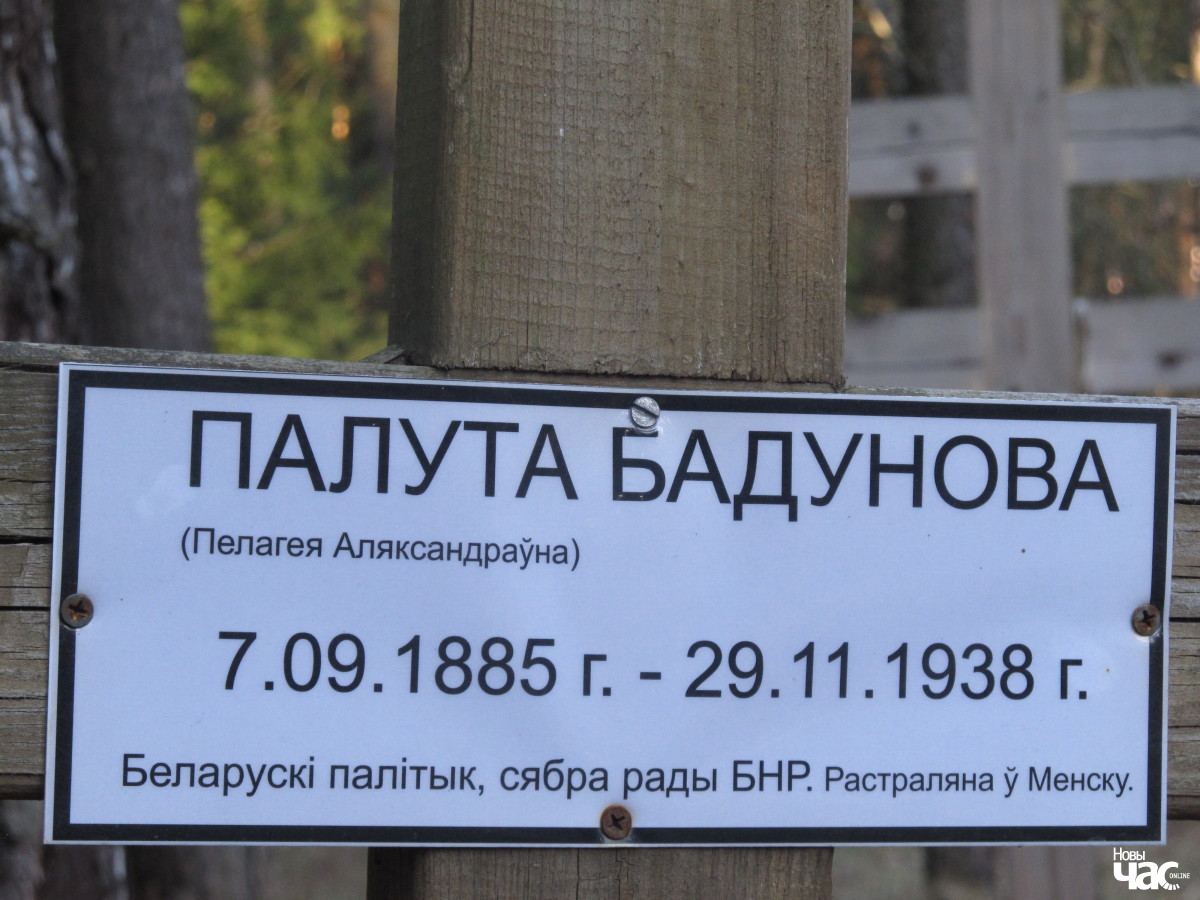 ПАЛУТА БАДУНОВА
(Пелагея Аляксандраўна)
7.09.1885 г. - 29.11.1938 г.
Беларускі палітык, сябра рады БНР. Растраляна ў Менску.
Новы
Час
ONLINE